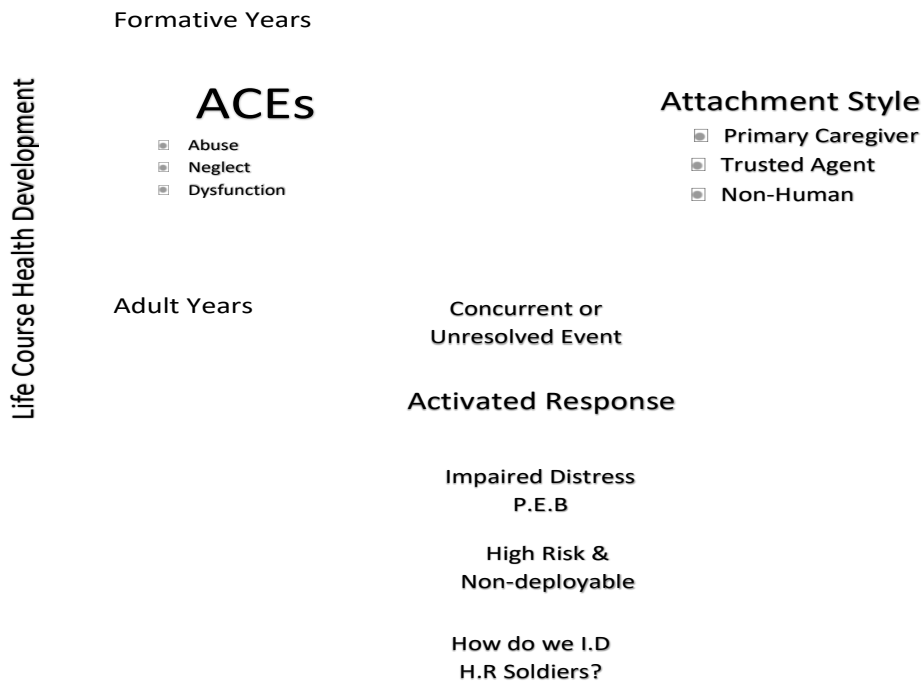 Formative Years
Life Course Health Development
ACEs
Abuse
Neglect
Dysfunction
Attachment Style
Primary Caregiver
Trusted Agent
Non-Human
Adult Years
Concurrent or
Unresolved Event
Activated Response
Impaired Distress
P.E.B
High Risk &
Non-deployable
How do we I.D
H.R Soldiers?